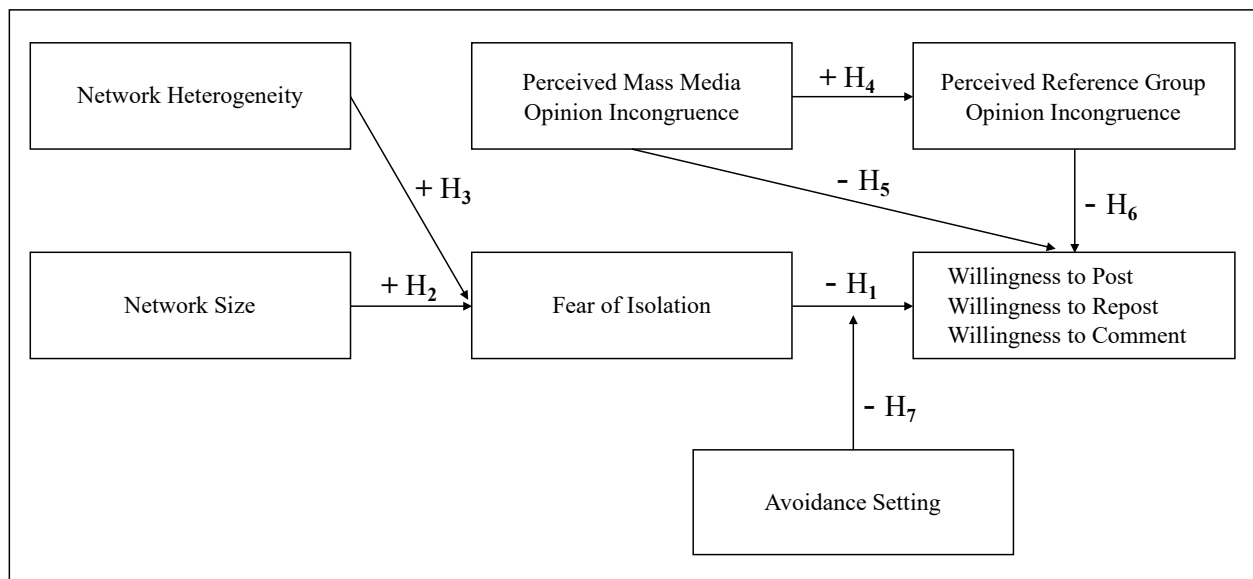 Network Heterogeneity
Perceived Mass Media
Opinion Incongruence
+ H4
Perceived Reference Group
Opinion Incongruence
+ H3
- H5
- H6
Network Size
+ H2
Fear of Isolation
- H1
Willingness to Post
Willingness to Repost
Willingness to Comment
- H7
Avoidance Setting